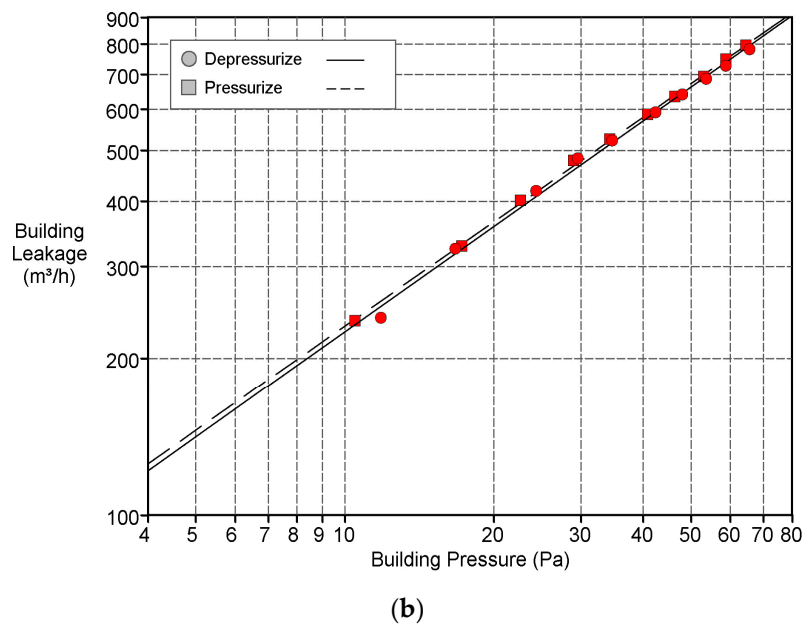 900
800
700
600
500
400
300
200
100
Depressurize
Pressurize
Building
Leakage
(m³/h)
4 5 6 7 8 9 10 20 30 40 50 60 70 80
Building Pressure (Pa)
(b)